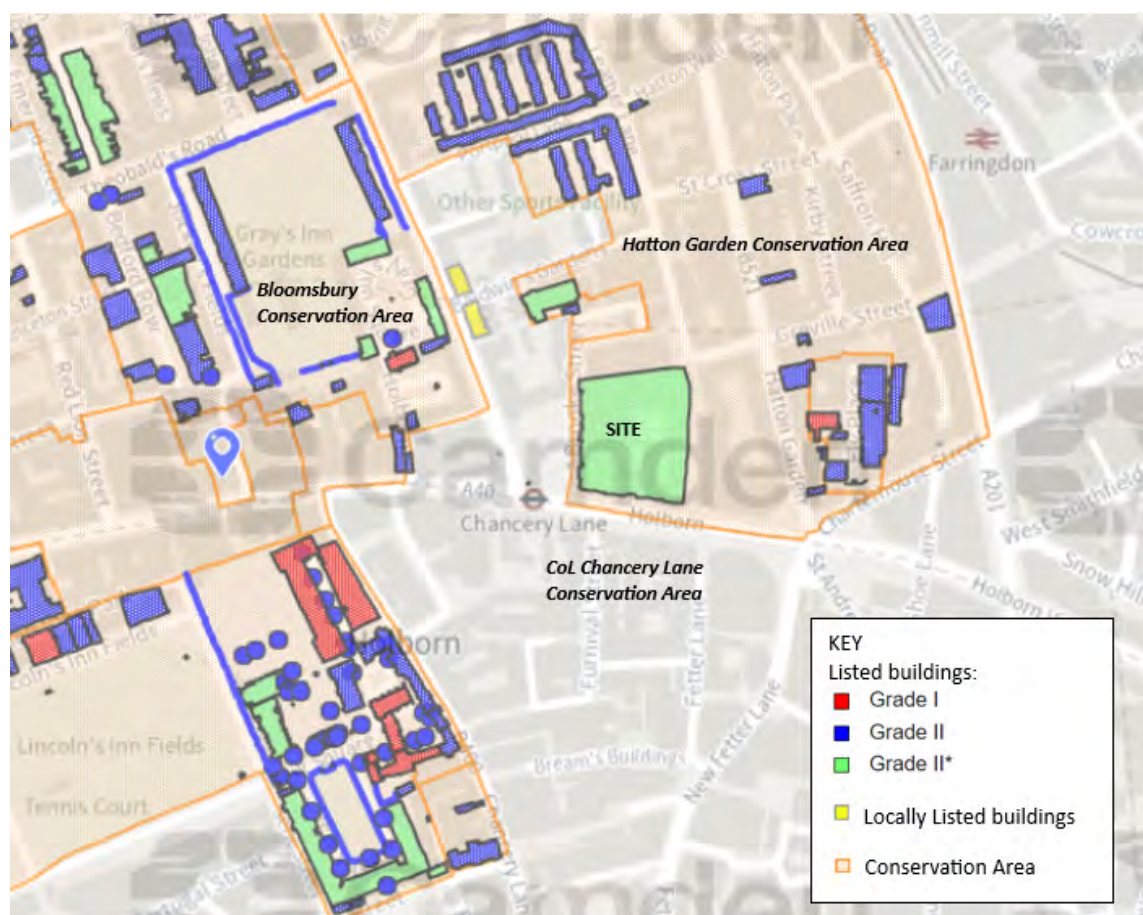 Theobald's Road
Bedford Row
Gray's Inn
Gardens
Bloomsbury
Conservation Area
Other Sports Facility
St Cross Street
Hatton Garden Conservation Area
Kirby Street
Saffron
Farringdon
Greville Street
Hatton Garden
SITE
Camden
A40
Chancery Lane
Holborn
Red Lion
Street
CoL Chancery Lane
Conservation Area
Charterhouse Street
A201
West Smithfield
Snow Hill
Furnival Street
Fetter Lane
New Fetter Lane
Bream's Buildings
Holborn
Lincoln's Inn Fields
Tennis Court
Chancery Lane
KEY
Listed buildings:
Grade I
Grade II
Grade II*
Locally Listed buildings
Conservation Area